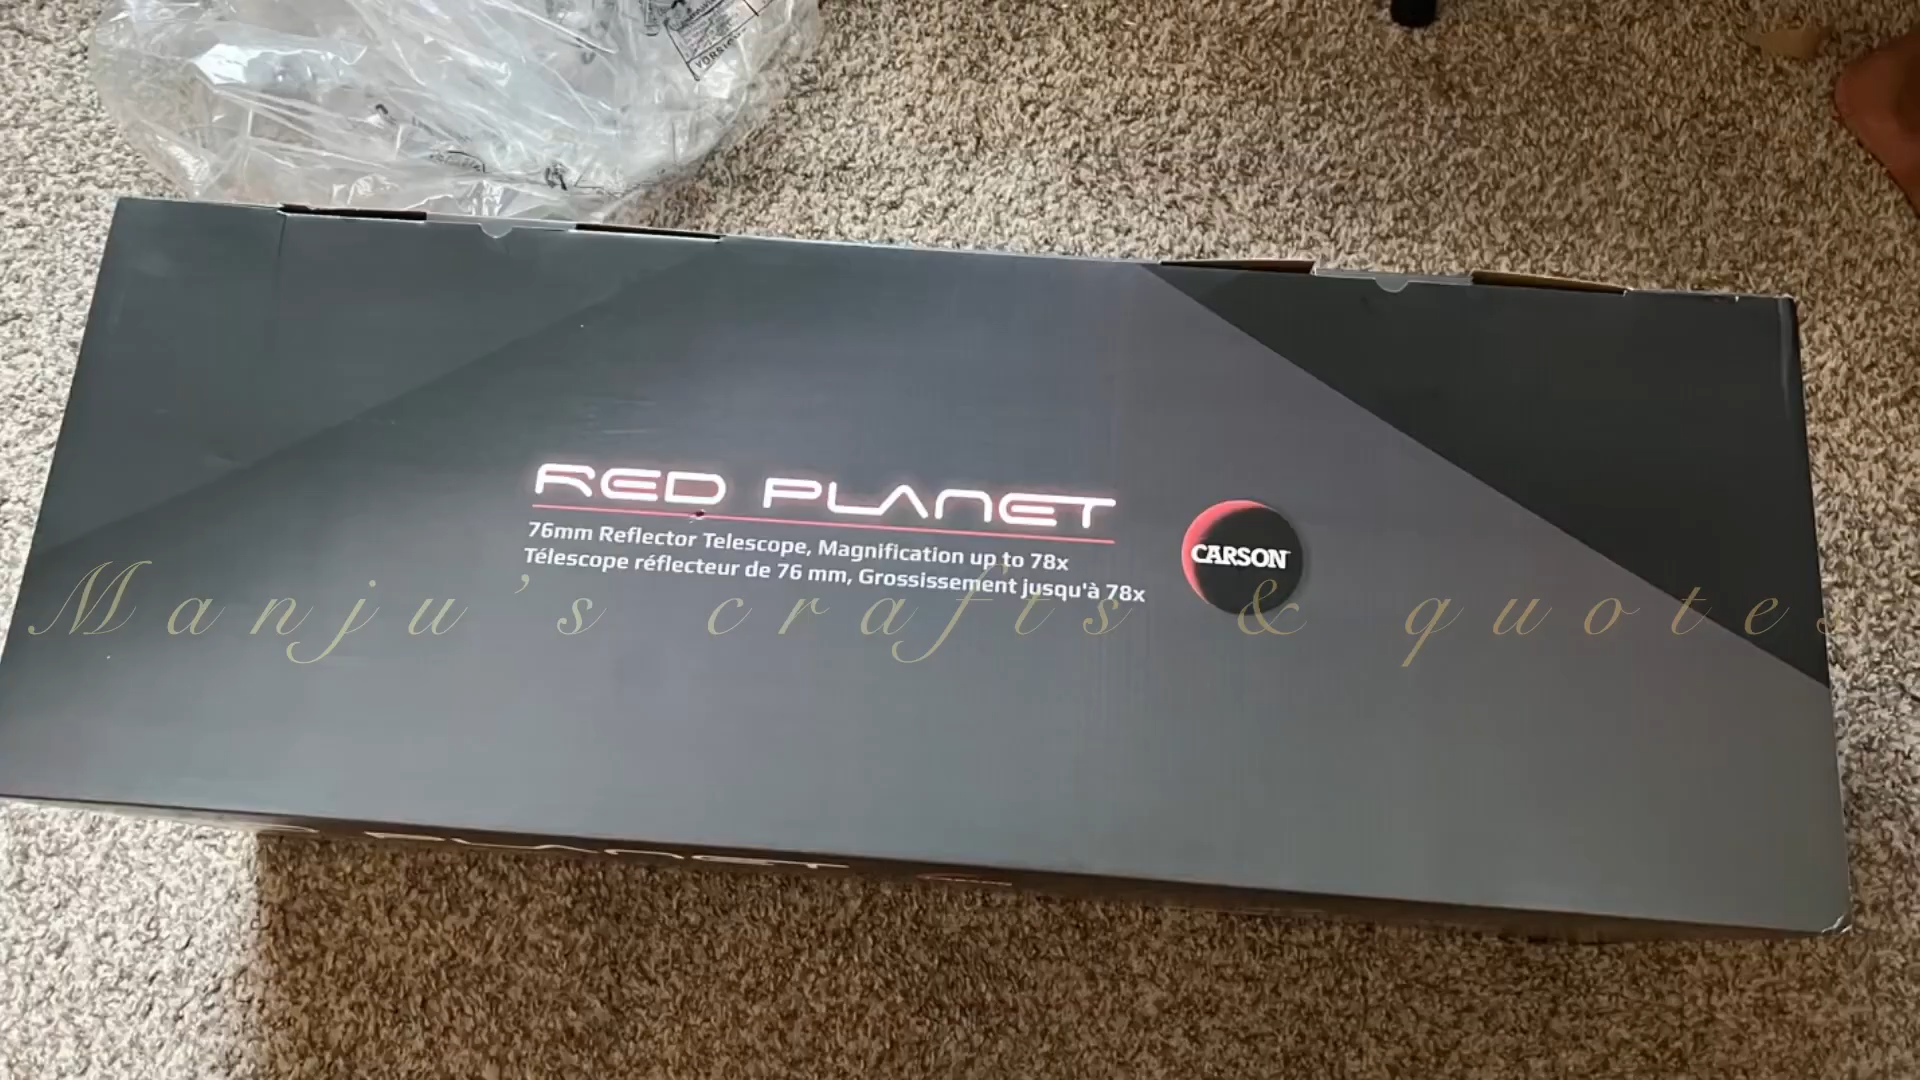 RED PLANET
76mm Reflector Telescope, Magnification up to 78x
Télescope réflecteur de 76 mm, Grossissement jusqu'à 78x
CARSON
Manju's crafts & quotes
PLANET